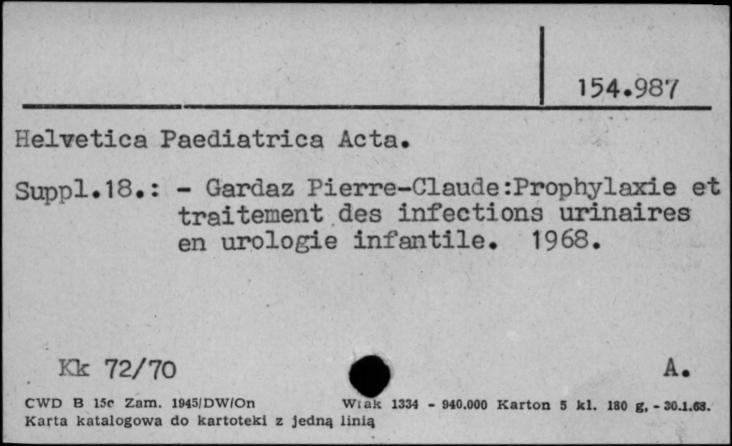 154.987
Helvetica Paediatrica Acta.
Suppl.18.: - Gardaz Pierre-Claude:Prophylaxie et
traitement des infections urinaires
en urologie infantile. 1968.
Kk 72/70 A.
CWD B 15c Zam. 1945/DW/On Wiak 1334 - 940.000 Karton 5 kl. 180 g, - 30.1.68.
Karta katalogowa do kartoteki z jedną linią